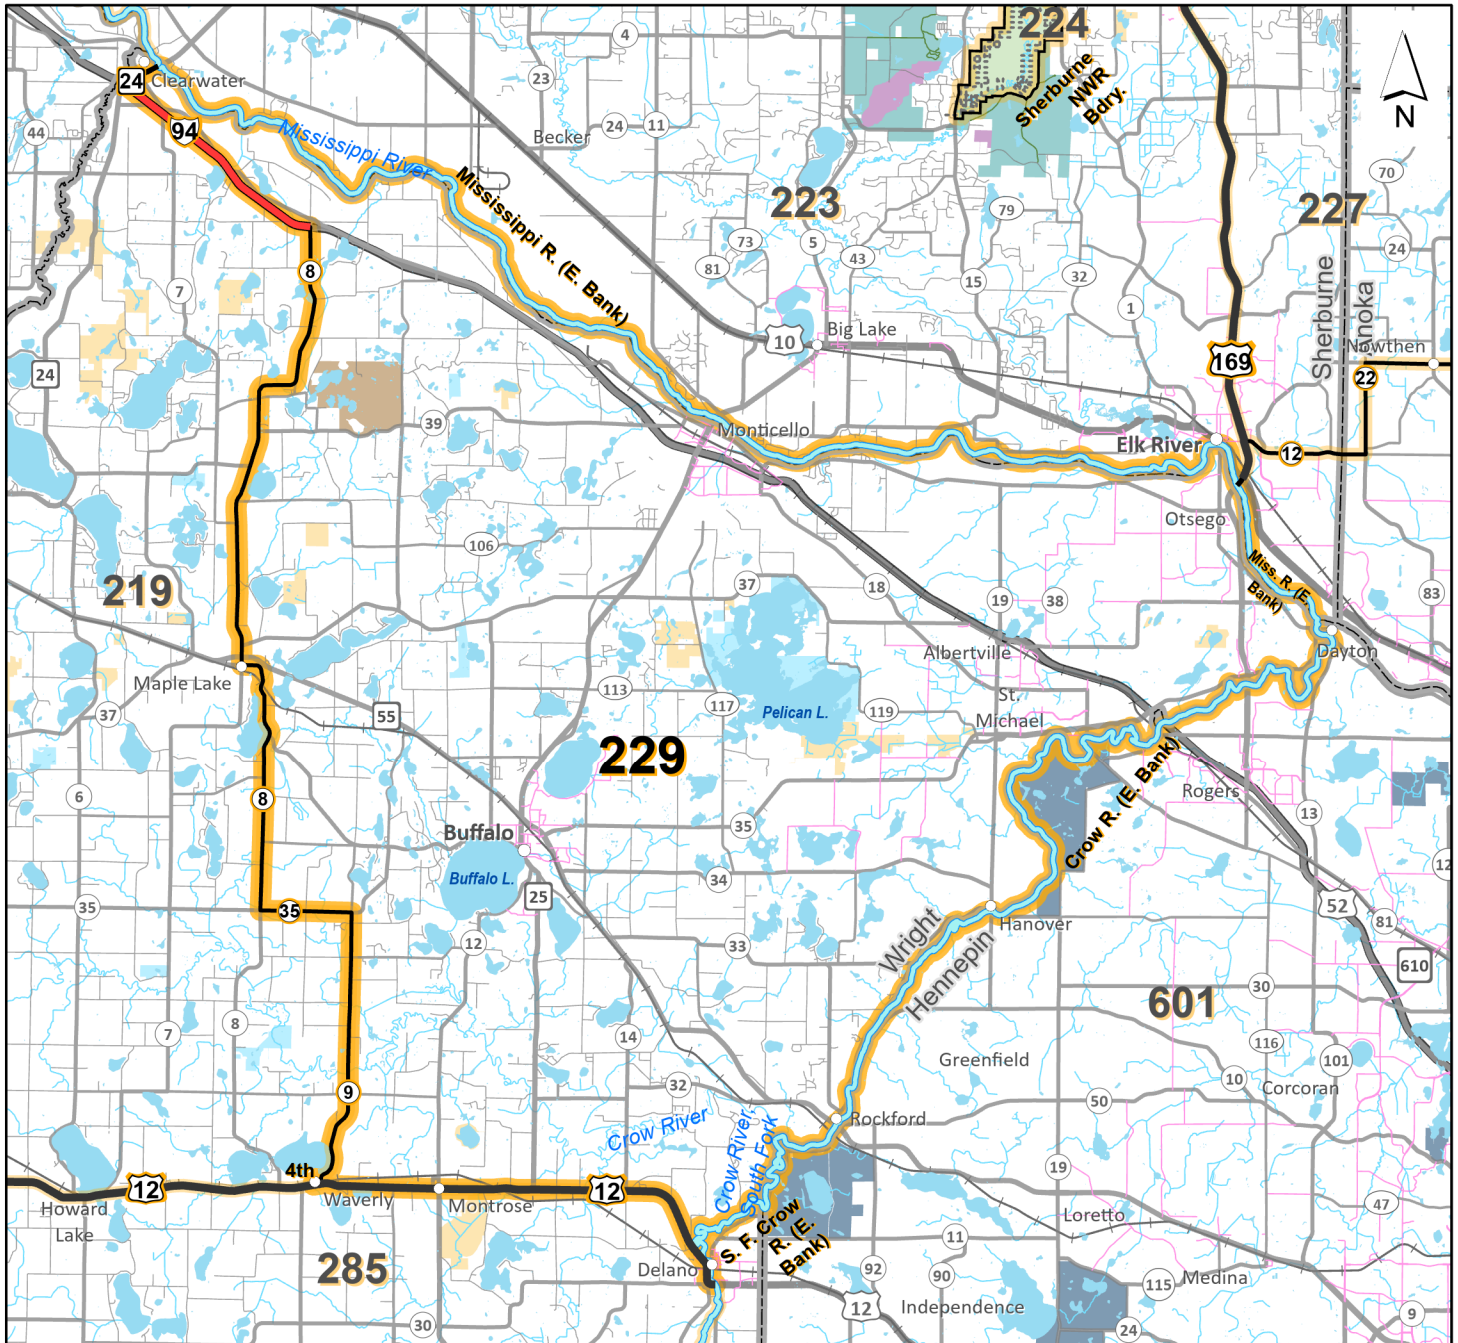 224
4
23
24
Clearwater
Sherburne
NWR
Bdry.
N
44
94
Becker
24
11
Mississippi River
70
Mississippi R. (E. Bank)
223
79
227
73
5
24
8
81
43
15
32
7
1
Sherburne
Anoka
10
Big Lake
Nowthen
24
169
22
39
Monticello
Elk River
12
Otsego
106
Miss. R. (E.
Bank)
219
37
18
19
38
83
Albertville
Dayton
Maple Lake
113
St.
Michael
117
119
37
55
Pelican L.
229
Crow R. (E. Bank)
6
8
Rogers
13
35
Buffalo
12
34
Buffalo L.
25
52
35
35
81
Hanover
Wright
Hennepin
12
33
610
30
601
7
8
14
116
Greenfield
101
10
32
Corcoran
9
50
Crow River
Rockford
Crow River,
South Fork
19
4th
12
12
Waverly
Montrose
47
Howard
Lake
Loretto
S. F. Crow
R. (E.
Bank)
11
285
Delano
92
90
115
Medina
12
Independence
30
24
9